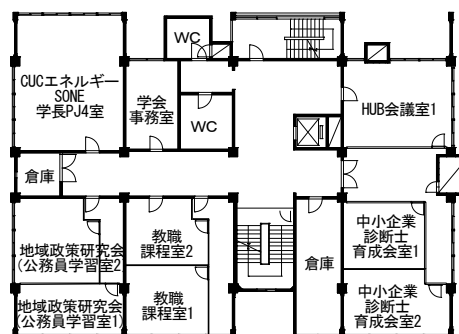 WC
CUCエネルギー
SONE
学長PJ4室
学会
事務室
WC
HUB会議室1
倉庫
地域政策研究会
(公務員学習室2)
教職
課程室2
倉庫
中小企業
診断士
育成会室1
地域政策研究会
(公務員学習室1)
教職
課程室1
中小企業
診断士
育成会室2